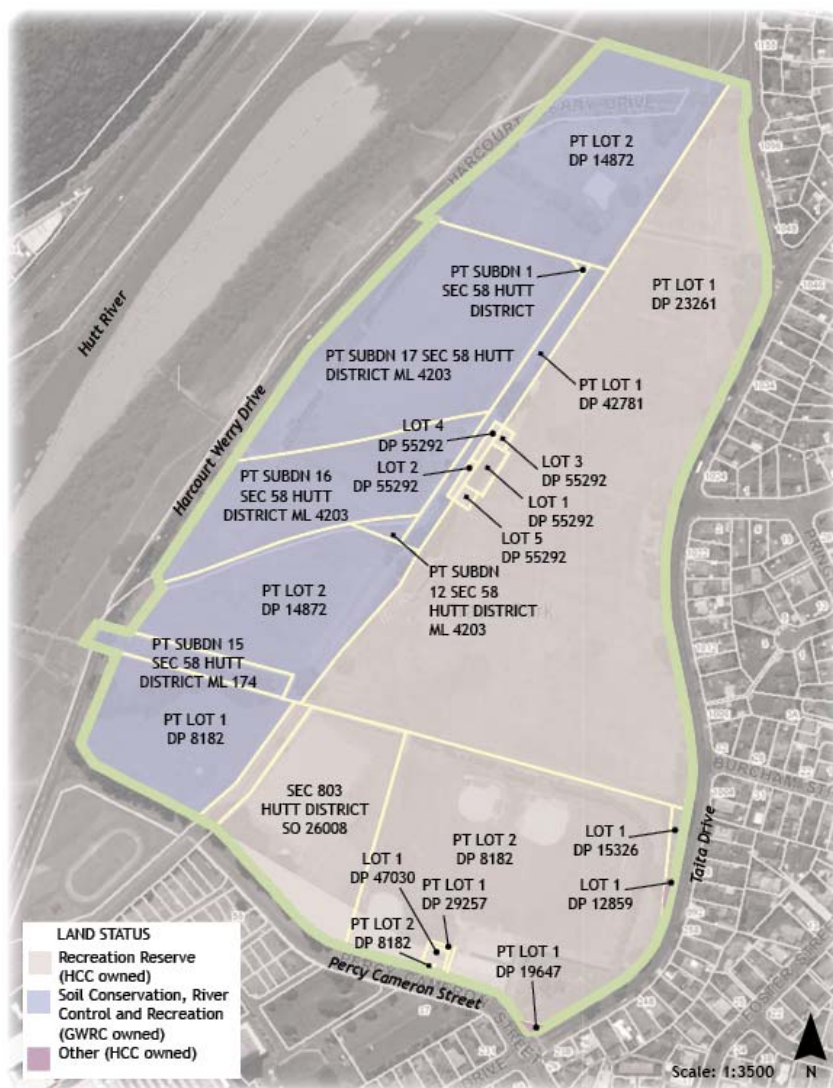 HARCOURT WERRY DRIVE
PT LOT 2
DP 14872
PT SUBDN 1
SEC 58 HUTT
DISTRICT
PT LOT 1
DP 23261
Hutt River
PT SUBDN 17 SEC 58 HUTT
DISTRICT ML 4203
PT LOT 1
DP 42781
Harcourt Werry Drive
LOT 4
DP 55292
LOT 3
DP 55292
LOT 2
DP 55292
PT SUBDN 16
SEC 58 HUTT
DISTRICT ML 4203
LOT 1
DP 55292
LOT 5
DP 55292
PT SUBDN
12 SEC 58
HUTT DISTRICT
ML 4203
PT LOT 2
DP 14872
PT SUBDN 15
SEC 58 HUTT
DISTRICT ML 174
PT LOT 1
DP 8182
SEC 803
HUTT DISTRICT
SO 26008
PT LOT 2
DP 8182
LOT 1
DP 15326
Taita Drive
LOT 1
DP 47030
PT LOT 1
DP 29257
LOT 1
DP 12859
PT LOT 2
DP 8182
PT LOT 1
DP 19647
Percy Cameron Street
LAND STATUS
Recreation Reserve
(HCC owned)
Soil Conservation, River
Control and Recreation
(GWRC owned)
Other (HCC owned)
Scale: 1:3500
N